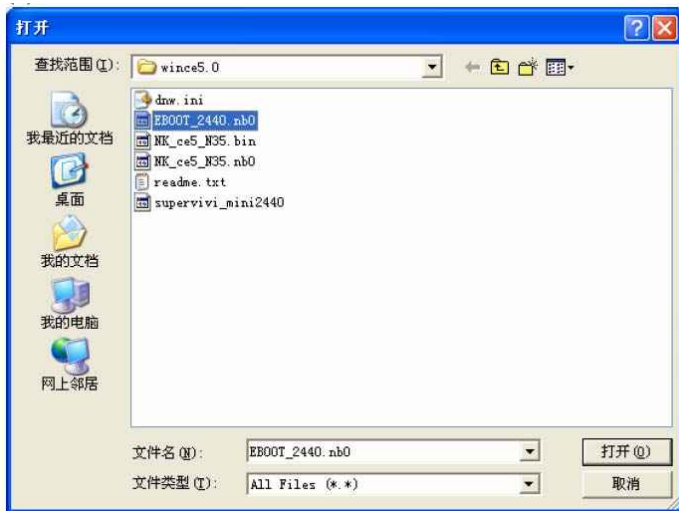 打开
查找范围(I):
wince5.0
我最近的文档
桌面
我的文档
我的电脑
网上邻居
dnw.ini
EBOOT_2440.nb0
NK_ce5_N35.bin
NK_ce5_N35.nb0
readme.txt
supervivi_mini2440
文件名(N):
EBOOT_2440.nb0
打开(O)
文件类型(T):
All Files (*.*)
取消